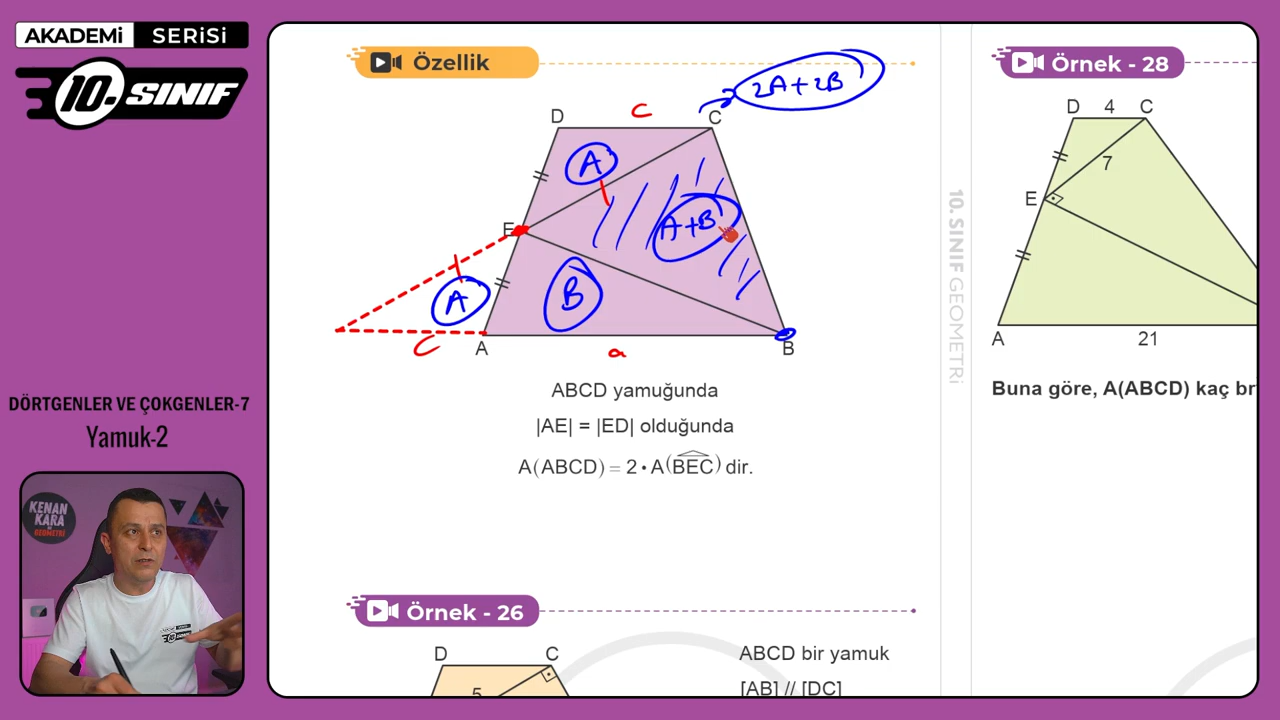 AKADEMİ SERİSİ
10. SINIF
DÖRTGENLER VE ÇOKGENLER-7
Yamuk-2
KENAN
KARA
GEOMETRİ
10.SINIF
Özellik
2A+2B
D
C
C
A
A+B
E
A
B
C
A
a
B
ABCD yamuğunda
|AE| = |ED| olduğunda
A(ABCD) = 2 • A(BEC) dir.
Örnek - 26
D
C
5
ABCD bir yamuk
[AB] // [DC]
10. SINIF GEOMETRİ
Örnek - 28
D
4
C
7
E
A
21
Buna göre, A(ABCD) kaç br